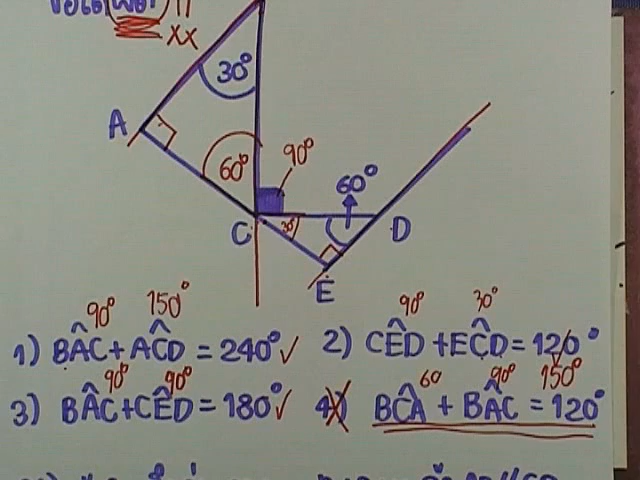 xx
30°
A
60°
90°
60°
C
30°
D
E
90° 150°
1) BÂC+AĈD = 240° ✓
90° 30°
2) CÊD + EĈD = 120°
90° 90°
3) BÂC+CÊD = 180° ✓
60 90° 150°
4) BĈA + BÂC = 120°